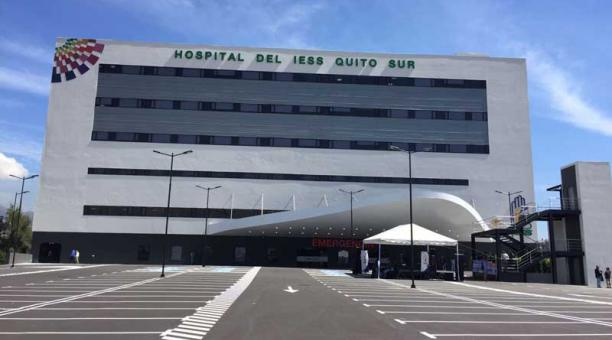 HOSPITAL DEL IESS QUITO SUR
EMERGENCIA